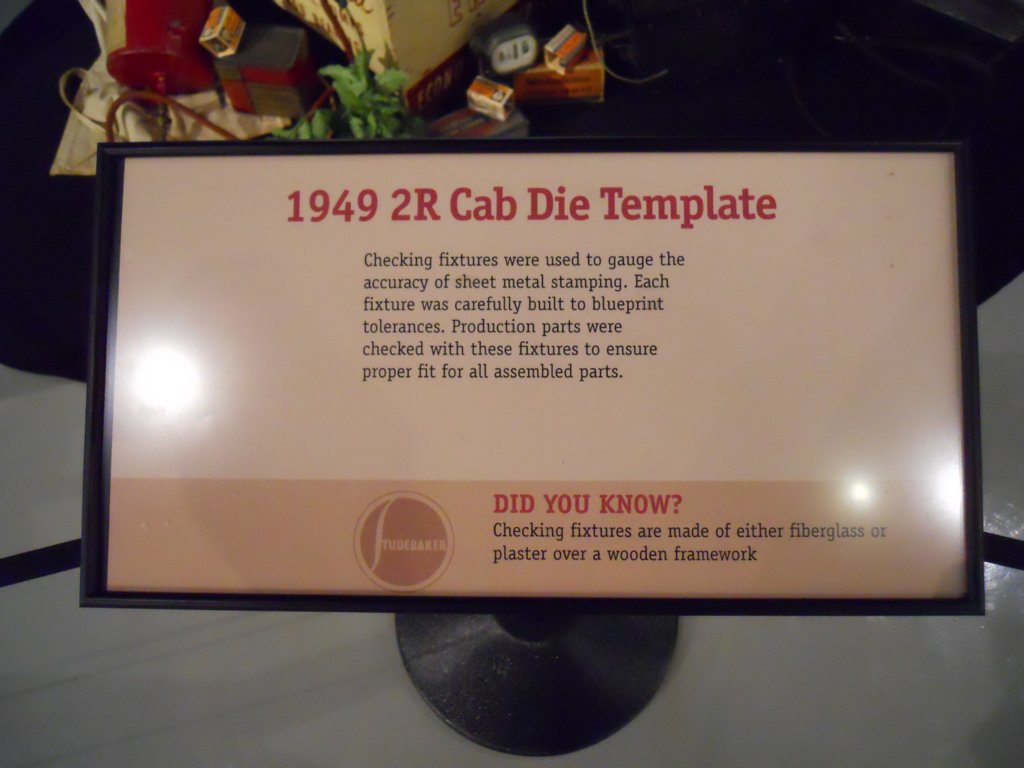 1949 2R Cab Die Template
Checking fixtures were used to gauge the
accuracy of sheet metal stamping. Each
fixture was carefully built to blueprint
tolerances. Production parts were
checked with these fixtures to ensure
proper fit for all assembled parts.
STUDEBAKER
DID YOU KNOW?
Checking fixtures are made of either fiberglass or
plaster over a wooden framework